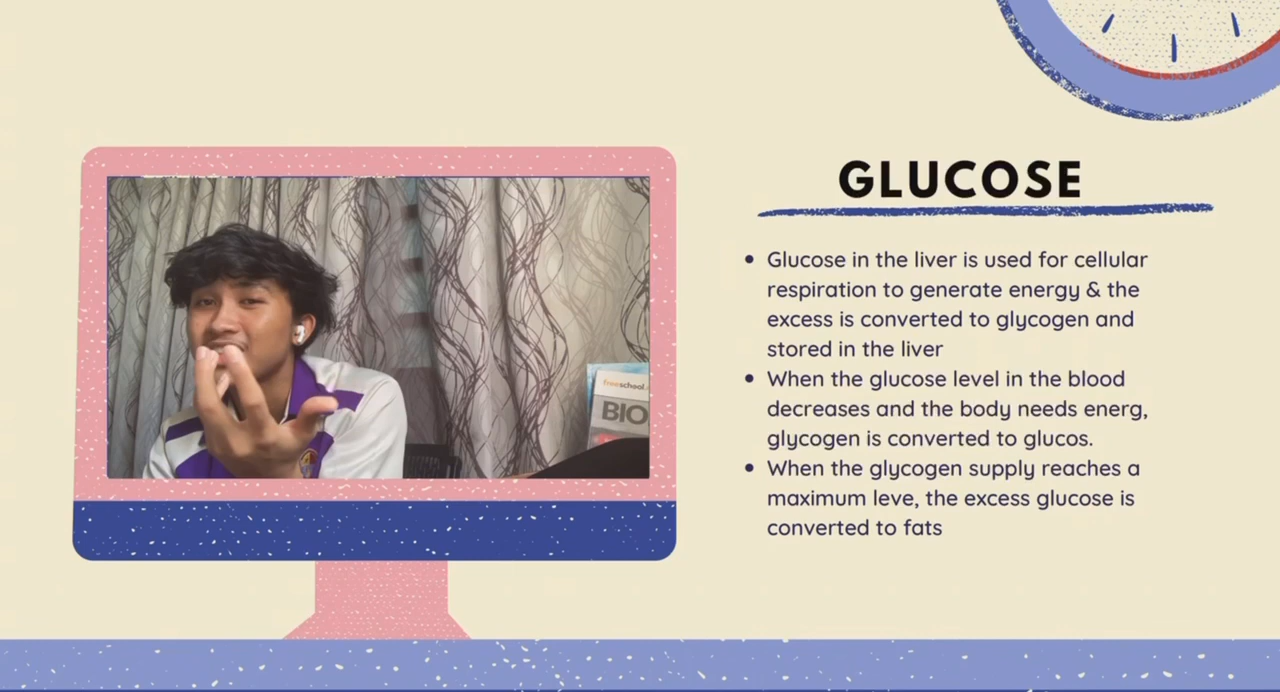 GLUCOSE
Glucose in the liver is used for cellular
respiration to generate energy & the
excess is converted to glycogen and
stored in the liver
When the glucose level in the blood
decreases and the body needs energ,
glycogen is converted to glucos.
When the glycogen supply reaches a
maximum leve, the excess glucose is
converted to fats
freeschool
BIO